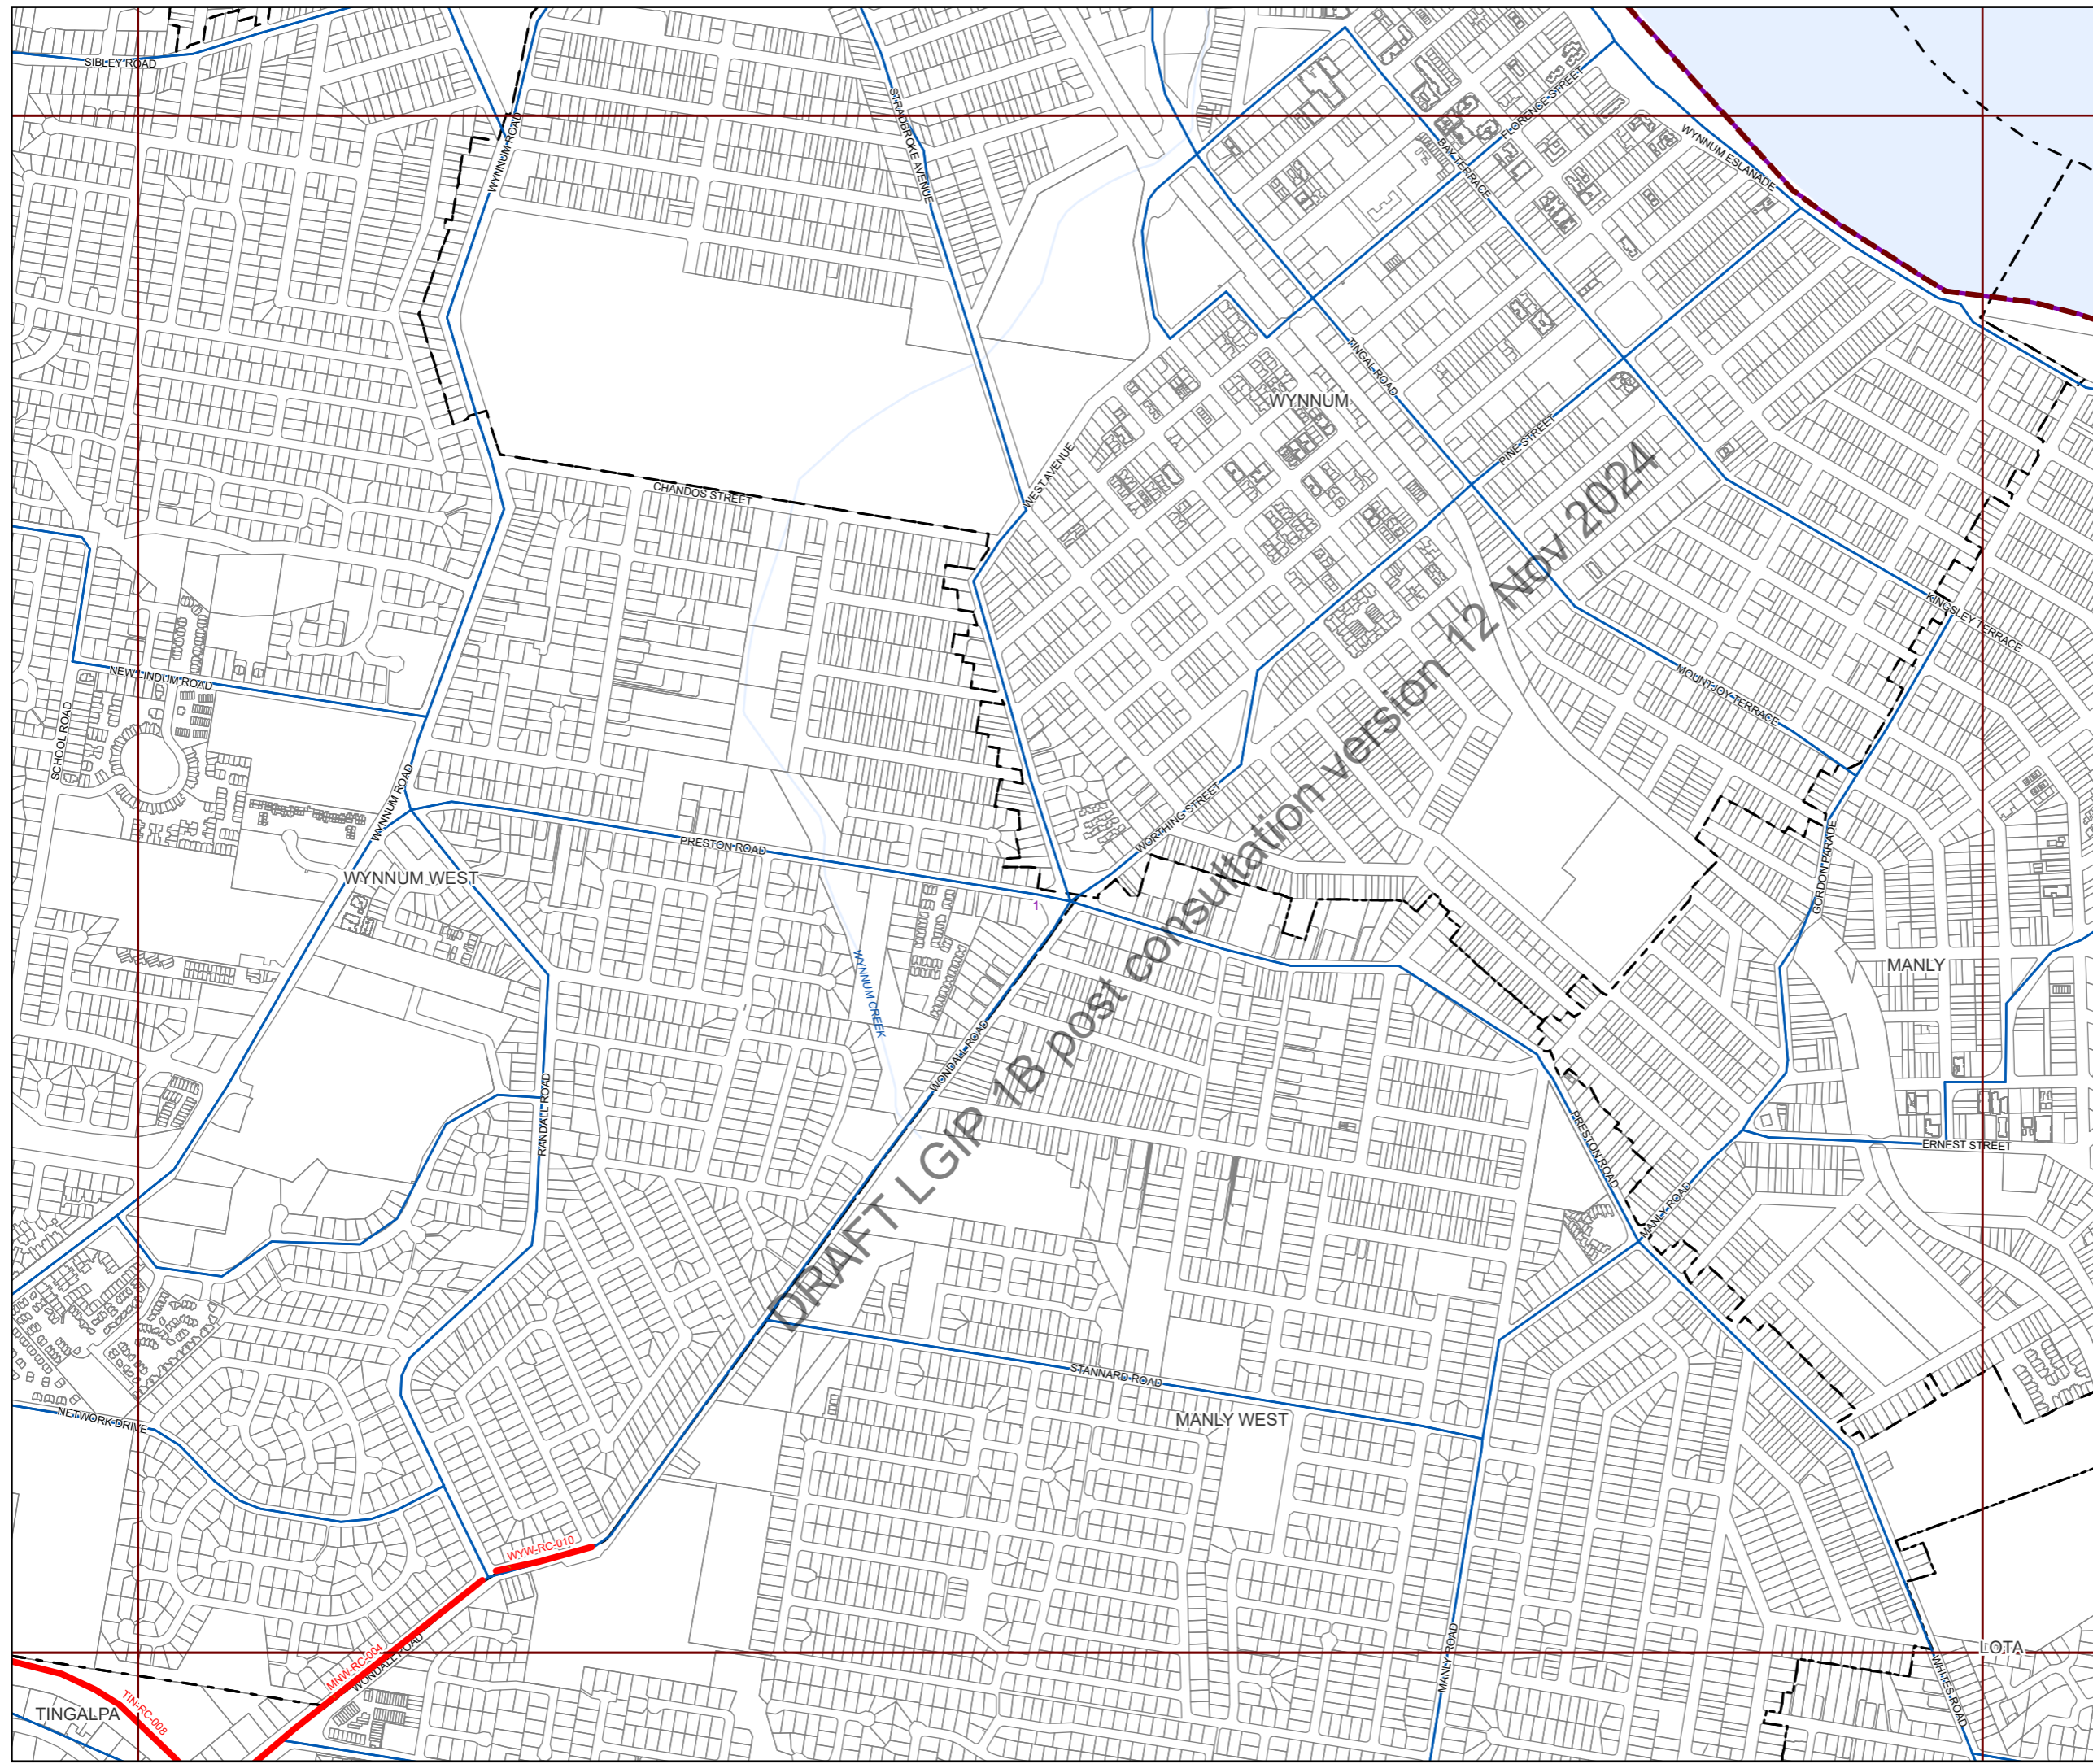 SIBLEY ROAD
WYNNUM ROAD
STRADBROKE AVENUE
FLORENCE STREET
BAY TERRACE
WYNNUM ESLANADE
TINGAL ROAD
WYNNUM
PINE STREET
WEST AVENUE
CHANDOS STREET
KINGSLEY TERRACE
NEW LINDUM ROAD
MOUNT JOY TERRACE
SCHOOL ROAD
WYNNUM ROAD
WORTHING STREET
PRESTON ROAD
GORDON PARADE
WYNNUM WEST
1
MANLY
WYNNUM CREEK
WONDALL ROAD
RANDALL ROAD
PRESTON ROAD
ERNEST STREET
MANLY ROAD
DRAFT LGIP 1B post consultation version 12 Nov 2024
STANNARD ROAD
MANLY WEST
NETWORK DRIVE
WYW-RC-010
MNW-RC-004
WONDALL ROAD
MANLY ROAD
LOTA
WHITES ROAD
TIN-RC-008
TINGALPA